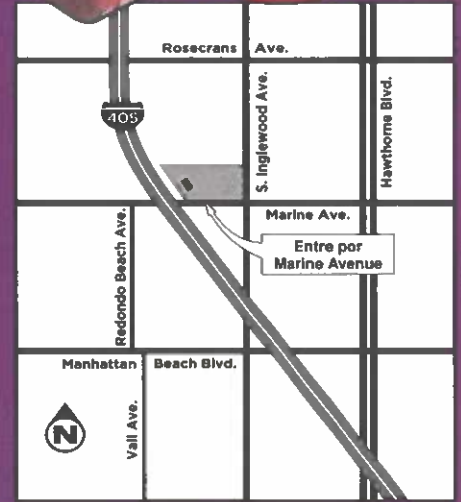 Rosecrans Ave.
405
S. Inglewood Ave.
Hawthorne Blvd.
Redondo Beach Ave.
Marine Ave.
Entre por
Marine Avenue
Manhattan Beach Blvd.
Vail Ave.
N